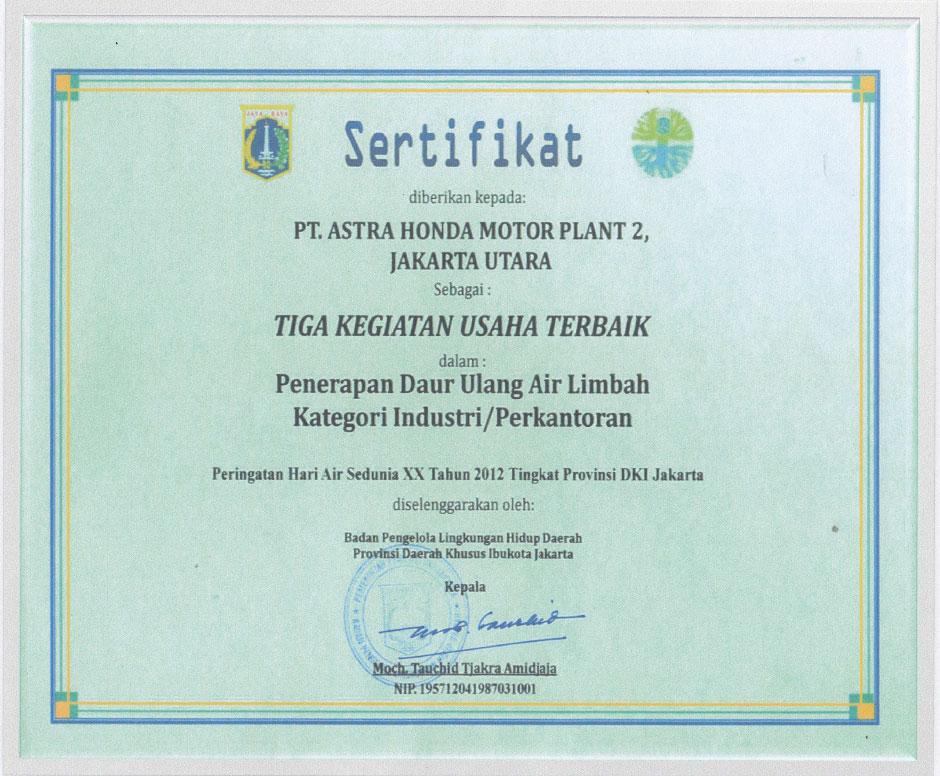 JAYA RAYA
Sertifikat
diberikan kepada:
PT. ASTRA HONDA MOTOR PLANT 2,
JAKARTA UTARA
Sebagai :
TIGA KEGIATAN USAHA TERBAIK
dalam :
Penerapan Daur Ulang Air Limbah
Kategori Industri/Perkantoran
Peringatan Hari Air Sedunia XX Tahun 2012 Tingkat Provinsi DKI Jakarta
diselenggarakan oleh:
Badan Pengelola Lingkungan Hidup Daerah
Provinsi Daerah Khusus Ibukota Jakarta
Kepala
Moch. Tauchid Tjakra Amidjaja
NIP. 195712041987031001